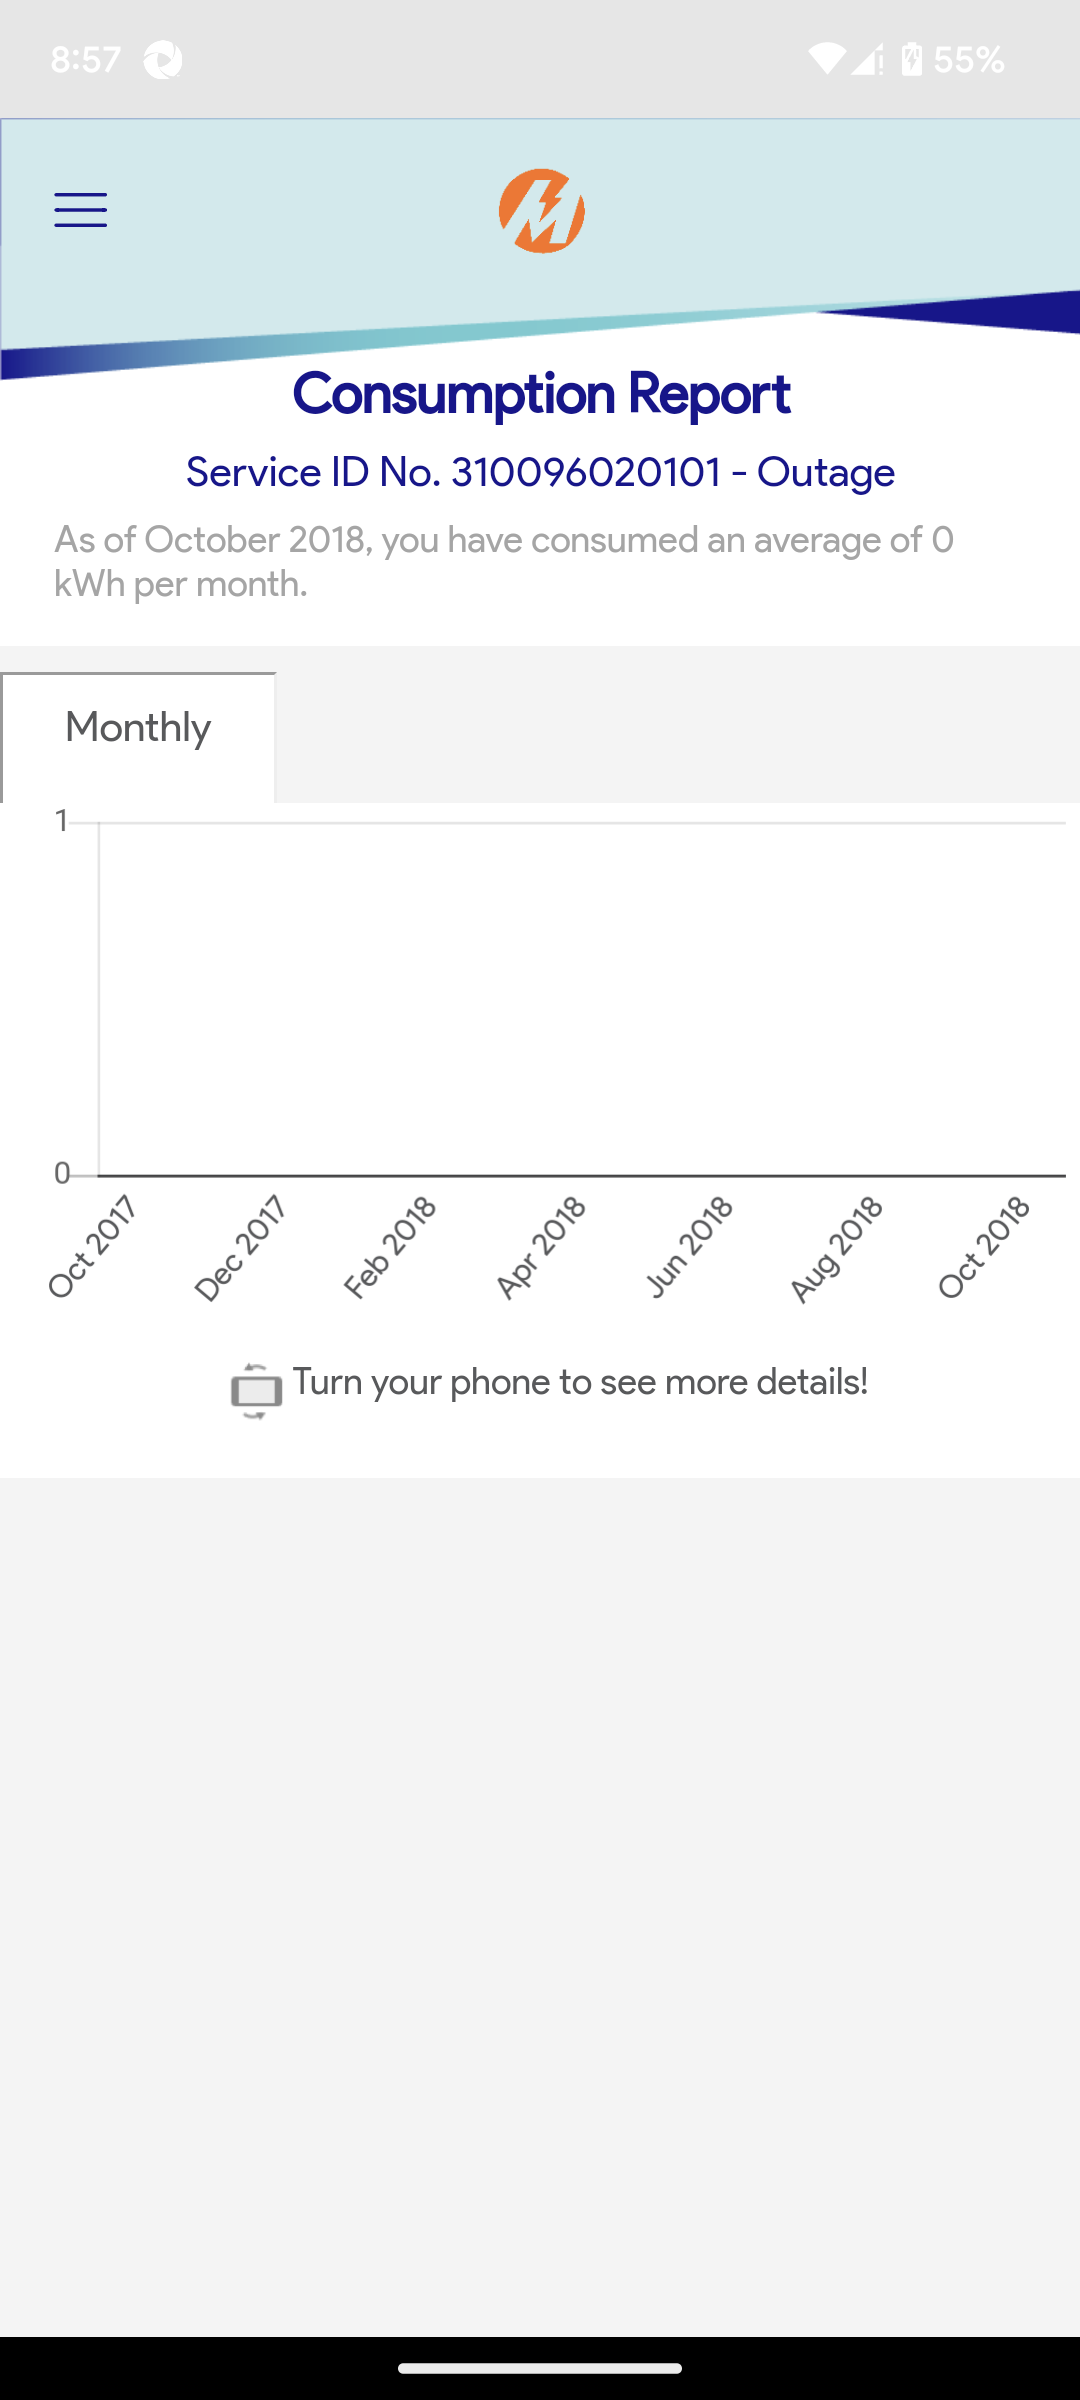 8:57
55%
Consumption Report
Service ID No. 310096020101 - Outage
As of October 2018, you have consumed an average of 0
kWh per month.
Monthly
1
0
Oct 2017
Dec 2017
Feb 2018
Apr 2018
Jun 2018
Aug 2018
Oct 2018
Turn your phone to see more details!